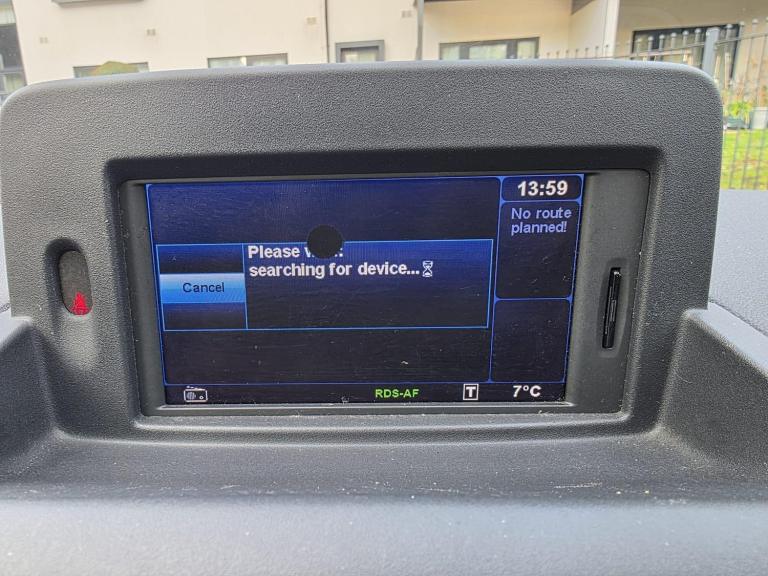 13:59
No route
planned!
Please
searching for device...
Cancel
RDS-AF
T
7°C